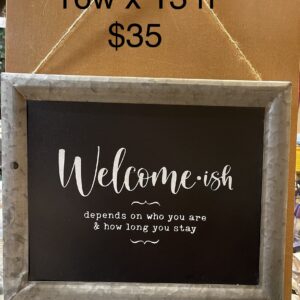 $35
Welcome•ish
depends on who you are
& how long you stay